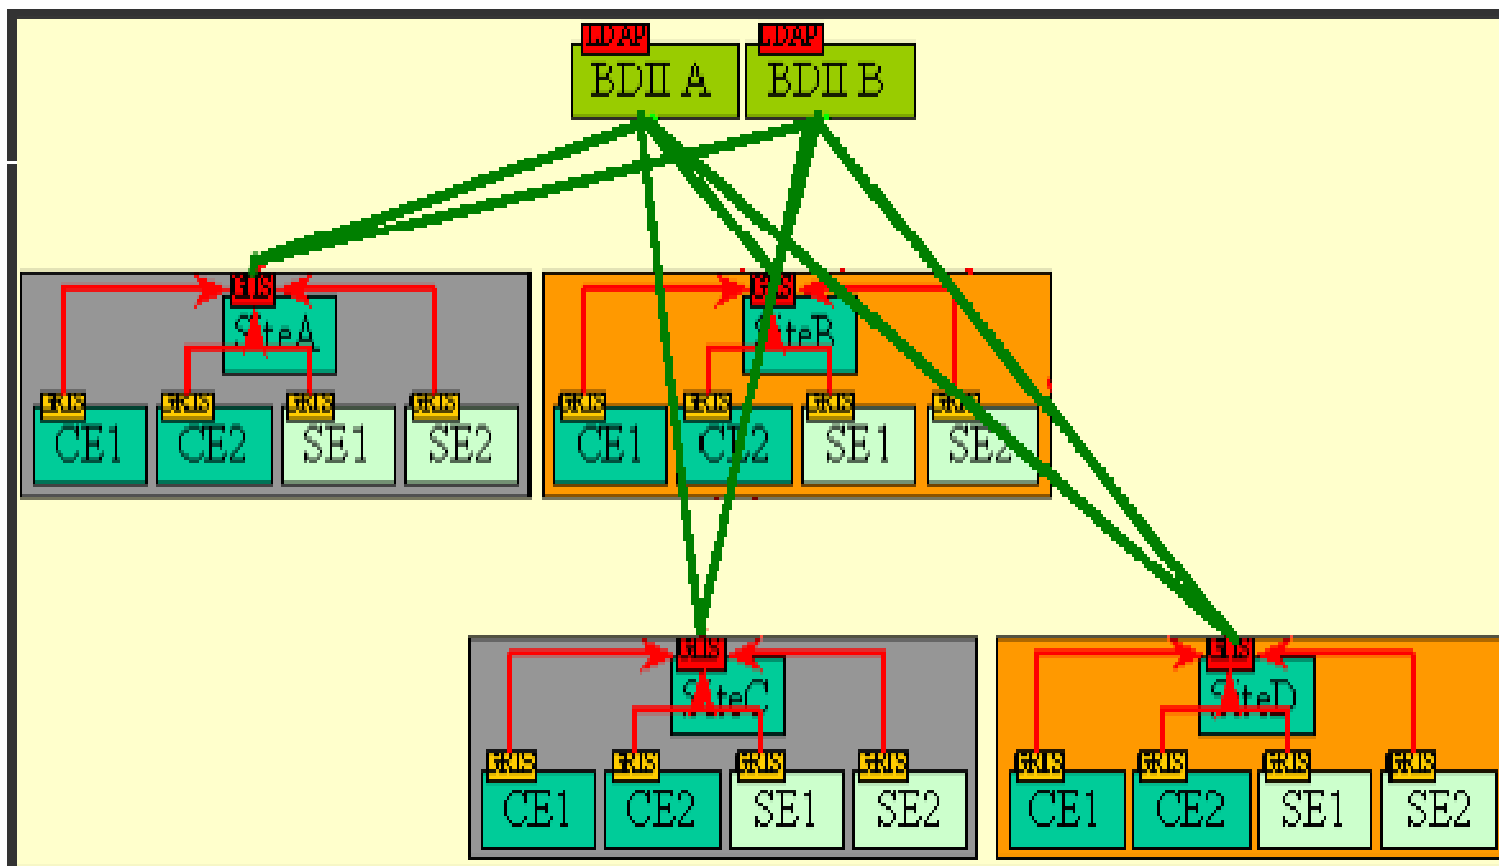 LDAP LDAP
BDII A BDII B
GIIS GIIS
SiteA SiteB
GRIS GRIS GRIS GRIS GRIS GRIS GRIS GRIS
CE1 CE2 SE1 SE2 CE1 CE2 SE1 SE2
GIIS GIIS
SiteC SiteD
GRIS GRIS GRIS GRIS GRIS GRIS GRIS GRIS
CE1 CE2 SE1 SE2 CE1 CE2 SE1 SE2